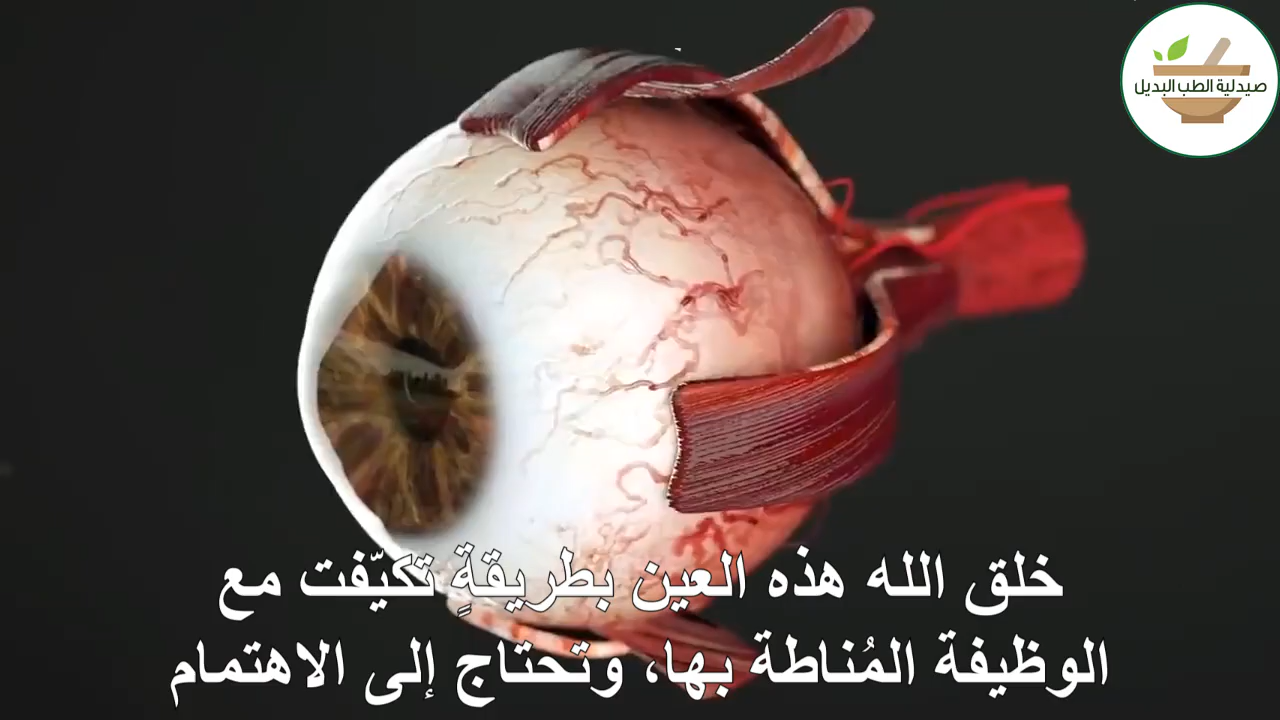 صيدلية الطب البديل
خلق الله هذه العين بطريقةٍ تكيّفت مع
الوظيفة المُناطة بها، وتحتاج إلى الاهتمام